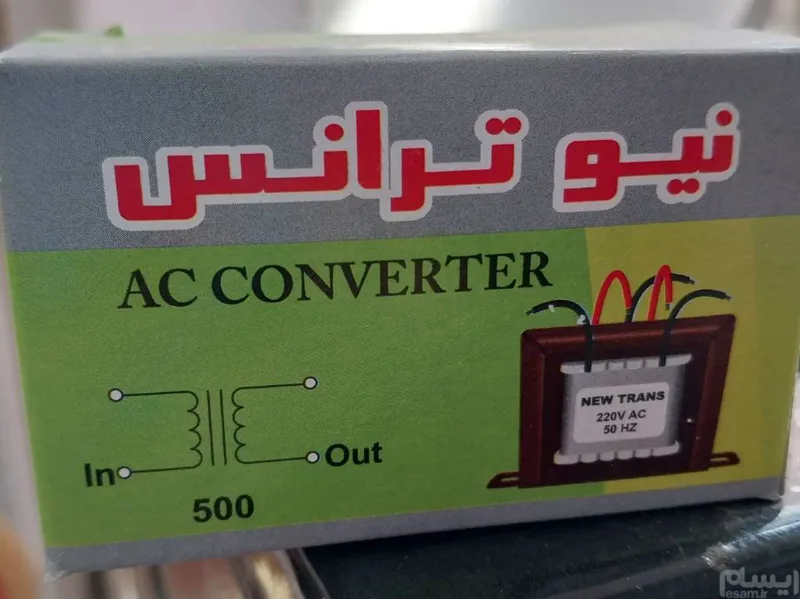 نیو ترانس
AC CONVERTER
NEW TRANS
220V AC
50 HZ
In
Out
500
ایسام
esam.ir